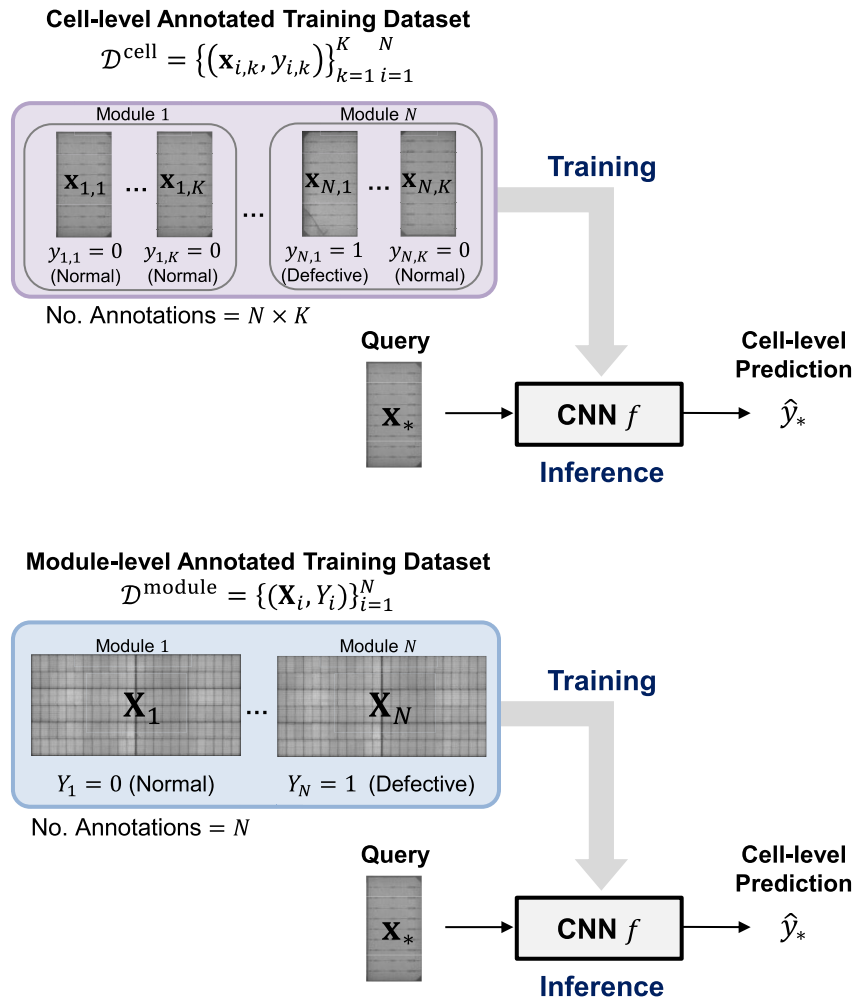 Cell-level Annotated Training Dataset
𝒟^cell = {(𝐱_{i,k}, y_{i,k})}_{k=1}^{K} _{i=1}^{N}
Module 1
Module N
𝐱_{1,1} ... 𝐱_{1,K} ... 𝐱_{N,1} ... 𝐱_{N,K}
y_{1,1} = 0 y_{1,K} = 0 y_{N,1} = 1 y_{N,K} = 0
(Normal) (Normal) (Defective) (Normal)
No. Annotations = N × K
Training
Query
𝐱_*
CNN f
Inference
Cell-level
Prediction
ŷ_*
Module-level Annotated Training Dataset
𝒟^module = {(𝐗_i, Y_i)}_{i=1}^{N}
Module 1
Module N
𝐗_1 ... 𝐗_N
Y_1 = 0 (Normal) Y_N = 1 (Defective)
No. Annotations = N
Training
Query
𝐱_*
CNN f
Inference
Cell-level
Prediction
ŷ_*